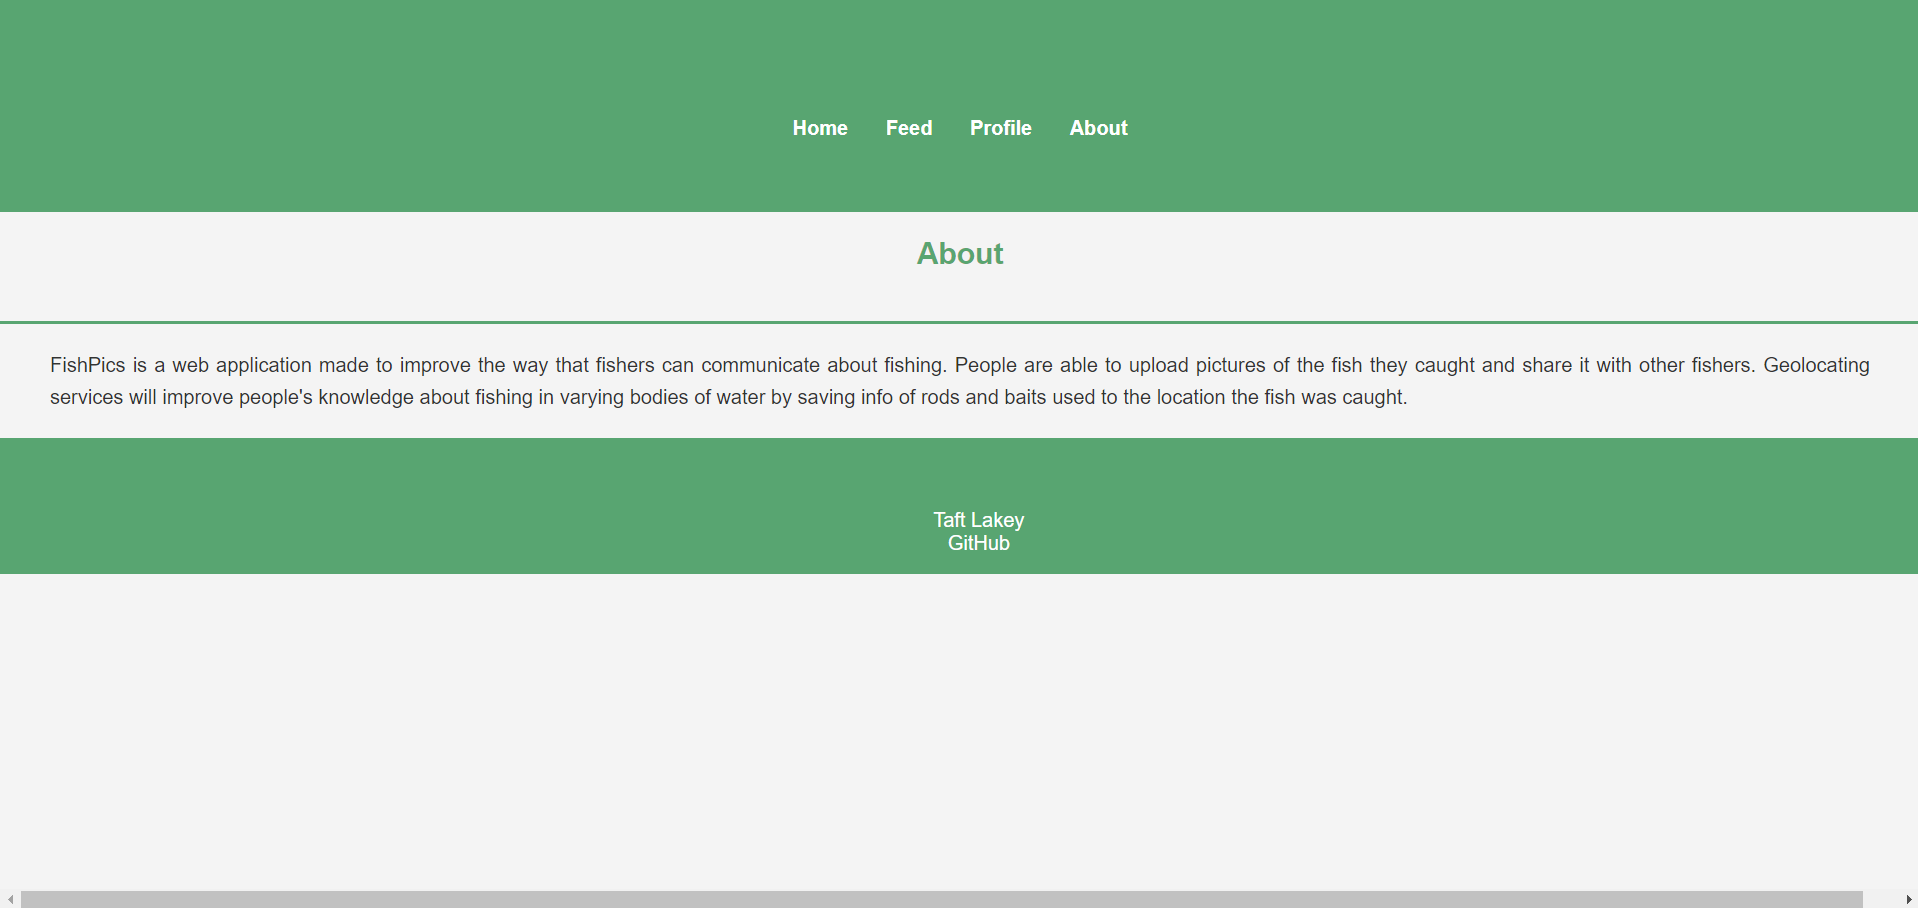 Home Feed Profile About
About
FishPics is a web application made to improve the way that fishers can communicate about fishing. People are able to upload pictures of the fish they caught and share it with other fishers. Geolocating
services will improve people's knowledge about fishing in varying bodies of water by saving info of rods and baits used to the location the fish was caught.
Taft Lakey
GitHub